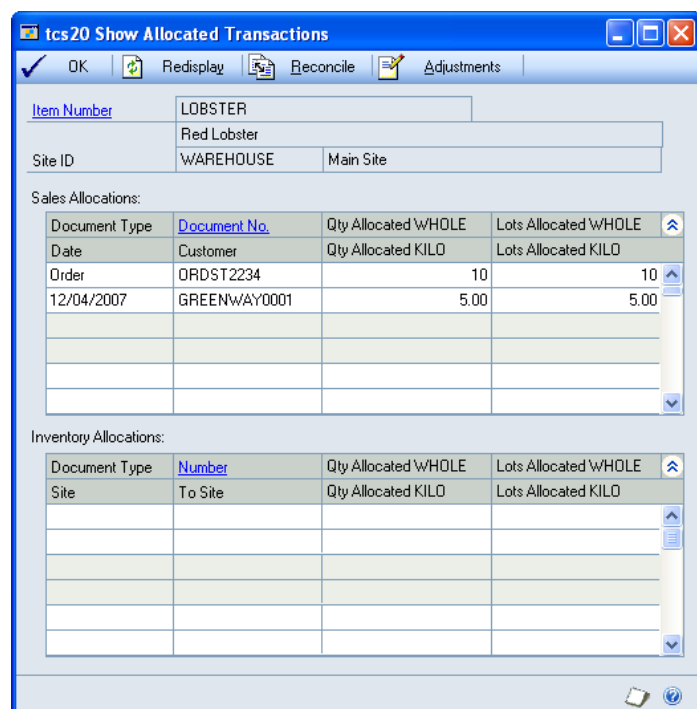 tcs20 Show Allocated Transactions
OK Redisplay Reconcile Adjustments
Item Number LOBSTER
Red Lobster
Site ID WAREHOUSE Main Site
Sales Allocations:
Document Type Document No. Qty Allocated WHOLE Lots Allocated WHOLE
Date Customer Qty Allocated KILO Lots Allocated KILO
Order ORDST2234 10 10
12/04/2007 GREENWAY0001 5.00 5.00
Inventory Allocations:
Document Type Number Qty Allocated WHOLE Lots Allocated WHOLE
Site To Site Qty Allocated KILO Lots Allocated KILO